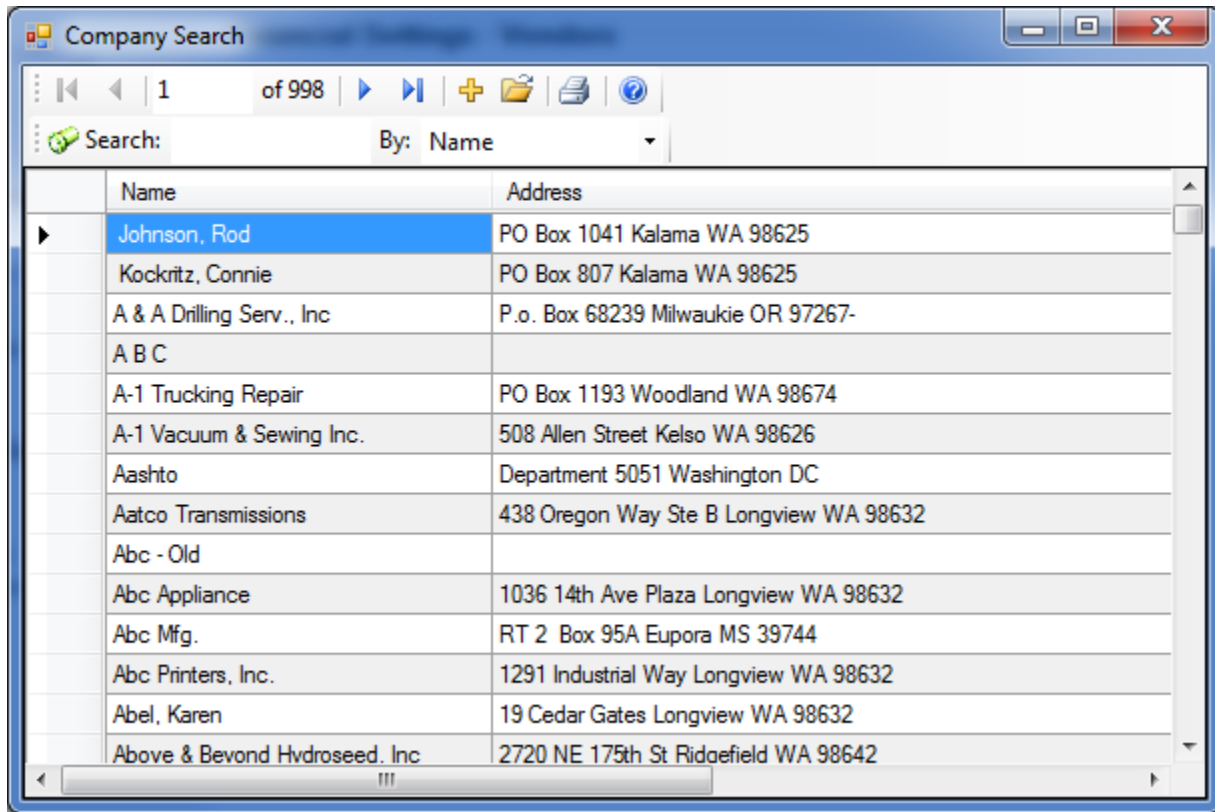 Company Search
1 of 998
Search: By: Name
Name Address
Johnson, Rod PO Box 1041 Kalama WA 98625
Kockritz, Connie PO Box 807 Kalama WA 98625
A & A Drilling Serv., Inc P.o. Box 68239 Milwaukie OR 97267-
A B C
A-1 Trucking Repair PO Box 1193 Woodland WA 98674
A-1 Vacuum & Sewing Inc. 508 Allen Street Kelso WA 98626
Aashto Department 5051 Washington DC
Aatco Transmissions 438 Oregon Way Ste B Longview WA 98632
Abc - Old
Abc Appliance 1036 14th Ave Plaza Longview WA 98632
Abc Mfg. RT 2  Box 95A Eupora MS 39744
Abc Printers, Inc. 1291 Industrial Way Longview WA 98632
Abel, Karen 19 Cedar Gates Longview WA 98632
Above & Beyond Hydroseed, Inc 2720 NE 175th St Ridgefield WA 98642